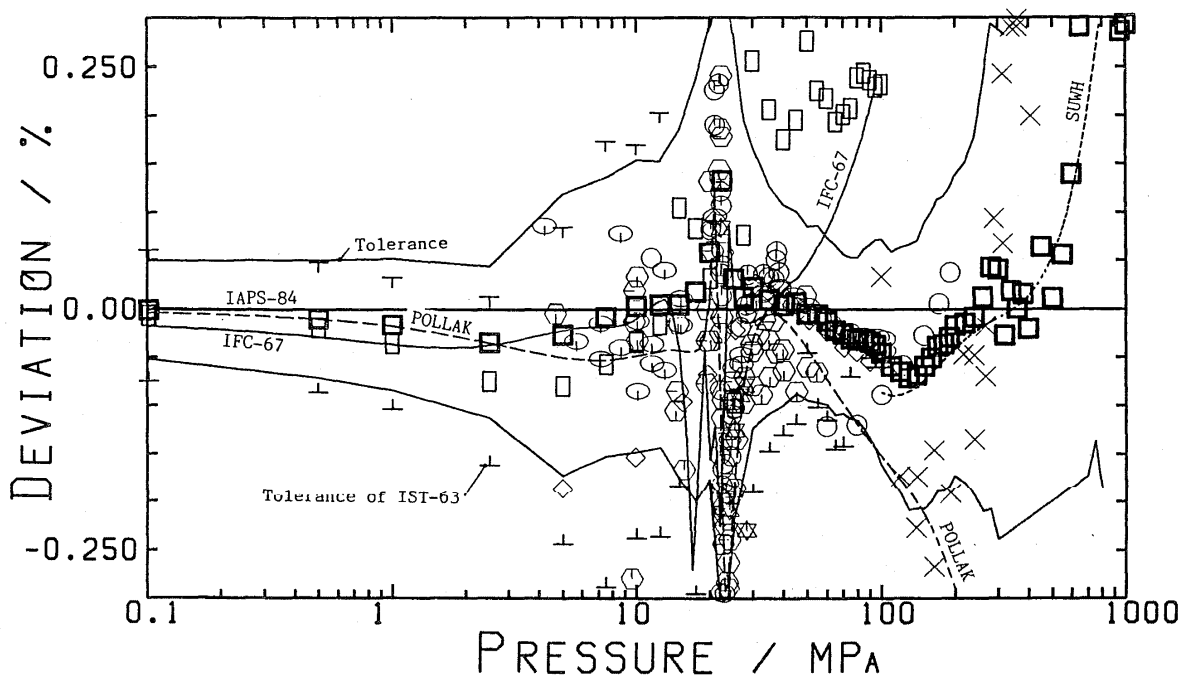 0.250
0.00
-0.250
DEVIATION / %
Tolerance
IAPS-84
POLLAK
IFC-67
Tolerance of IST-63
IFC-67
SUWH
POLLAK
0.1
1
10
100
1000
PRESSURE / MPA